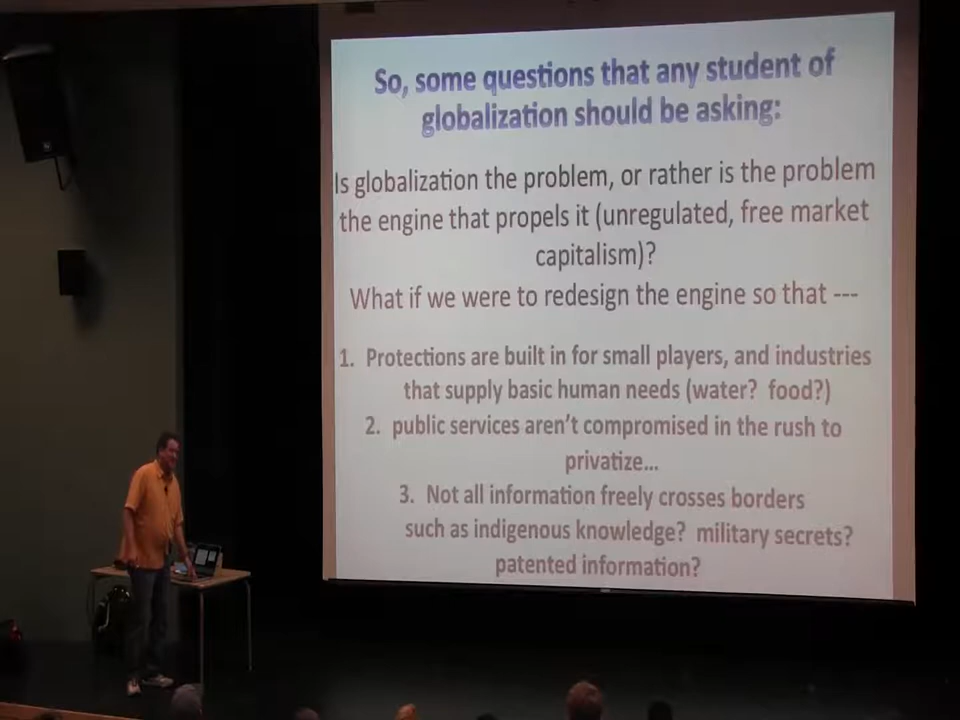 So, some questions that any student of
globalization should be asking:
Is globalization the problem, or rather is the problem
the engine that propels it (unregulated, free market
capitalism)?
What if we were to redesign the engine so that ---
1. Protections are built in for small players, and industries
that supply basic human needs (water? food?)
2. public services aren't compromised in the rush to
privatize...
3. Not all information freely crosses borders
such as indigenous knowledge? military secrets?
patented information?